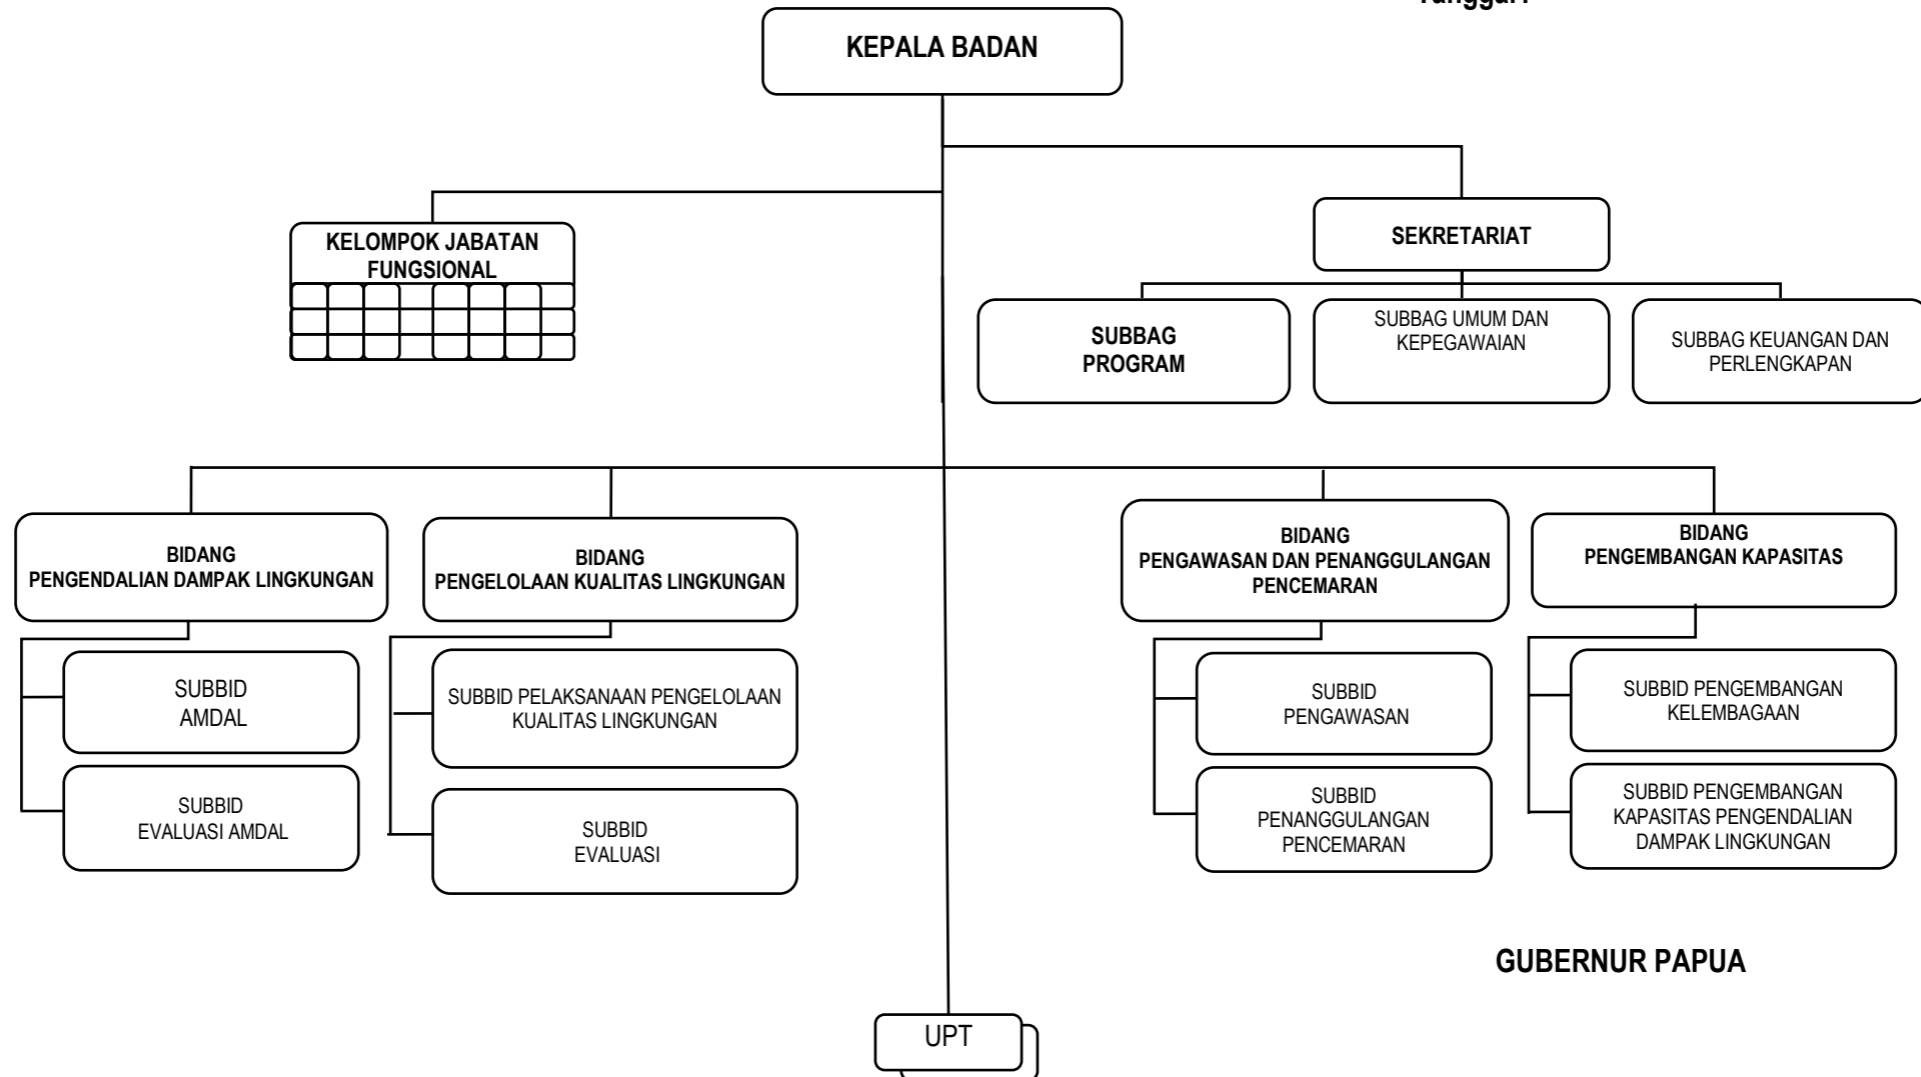 KEPALA BADAN
KELOMPOK JABATAN
FUNGSIONAL
SEKRETARIAT
SUBBAG
PROGRAM
SUBBAG UMUM DAN
KEPEGAWAIAN
SUBBAG KEUANGAN DAN
PERLENGKAPAN
BIDANG
PENGENDALIAN DAMPAK LINGKUNGAN
BIDANG
PENGELOLAAN KUALITAS LINGKUNGAN
BIDANG
PENGAWASAN DAN PENANGGULANGAN
PENCEMARAN
BIDANG
PENGEMBANGAN KAPASITAS
SUBBID
AMDAL
SUBBID
EVALUASI AMDAL
SUBBID PELAKSANAAN PENGELOLAAN
KUALITAS LINGKUNGAN
SUBBID
EVALUASI
SUBBID
PENGAWASAN
SUBBID
PENANGGULANGAN
PENCEMARAN
SUBBID PENGEMBANGAN
KELEMBAGAAN
SUBBID PENGEMBANGAN
KAPASITAS PENGENDALIAN
DAMPAK LINGKUNGAN
GUBERNUR PAPUA
UPT